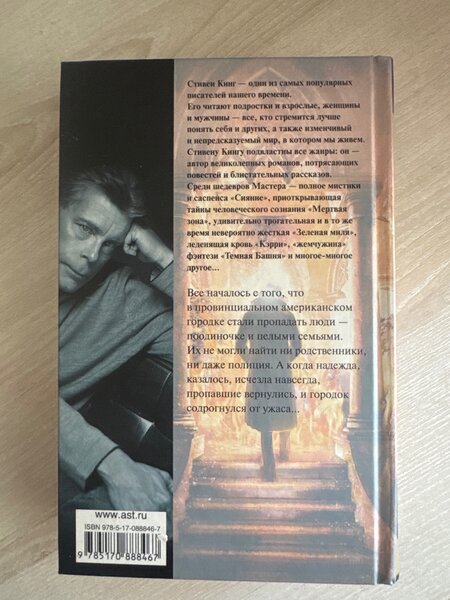 Стивен Кинг — один из самых популярных
писателей нашего времени.
Его читают подростки и взрослые, женщины
и мужчины — все, кто стремится лучше
понять себя и других, а также изменчивый
и непредсказуемый мир, в котором мы живем.
Стивену Кингу подвластны все жанры: он —
автор великолепных романов, потрясающих
повестей и блистательных рассказов.
Среди шедевров Мастера — полное мистики
и саспенса «Сияние», приоткрывающая
тайны человеческого сознания «Мертвая
зона», удивительно трогательная и в то же
время невероятно жесткая «Зеленая миля»,
леденящая кровь «Кэрри», «жемчужина»
фэнтези «Темная Башня» и многое-многое
другое...
Все началось с того, что
в провинциальном американском
городке стали пропадать люди —
поодиночке и целыми семьями.
Их не могли найти ни родственники,
ни даже полиция. А когда надежда,
казалось, исчезла навсегда,
пропавшие вернулись, и городок
содрогнулся от ужаса...
www.ast.ru
ISBN 978-5-17-088846-7
9 785170 888467